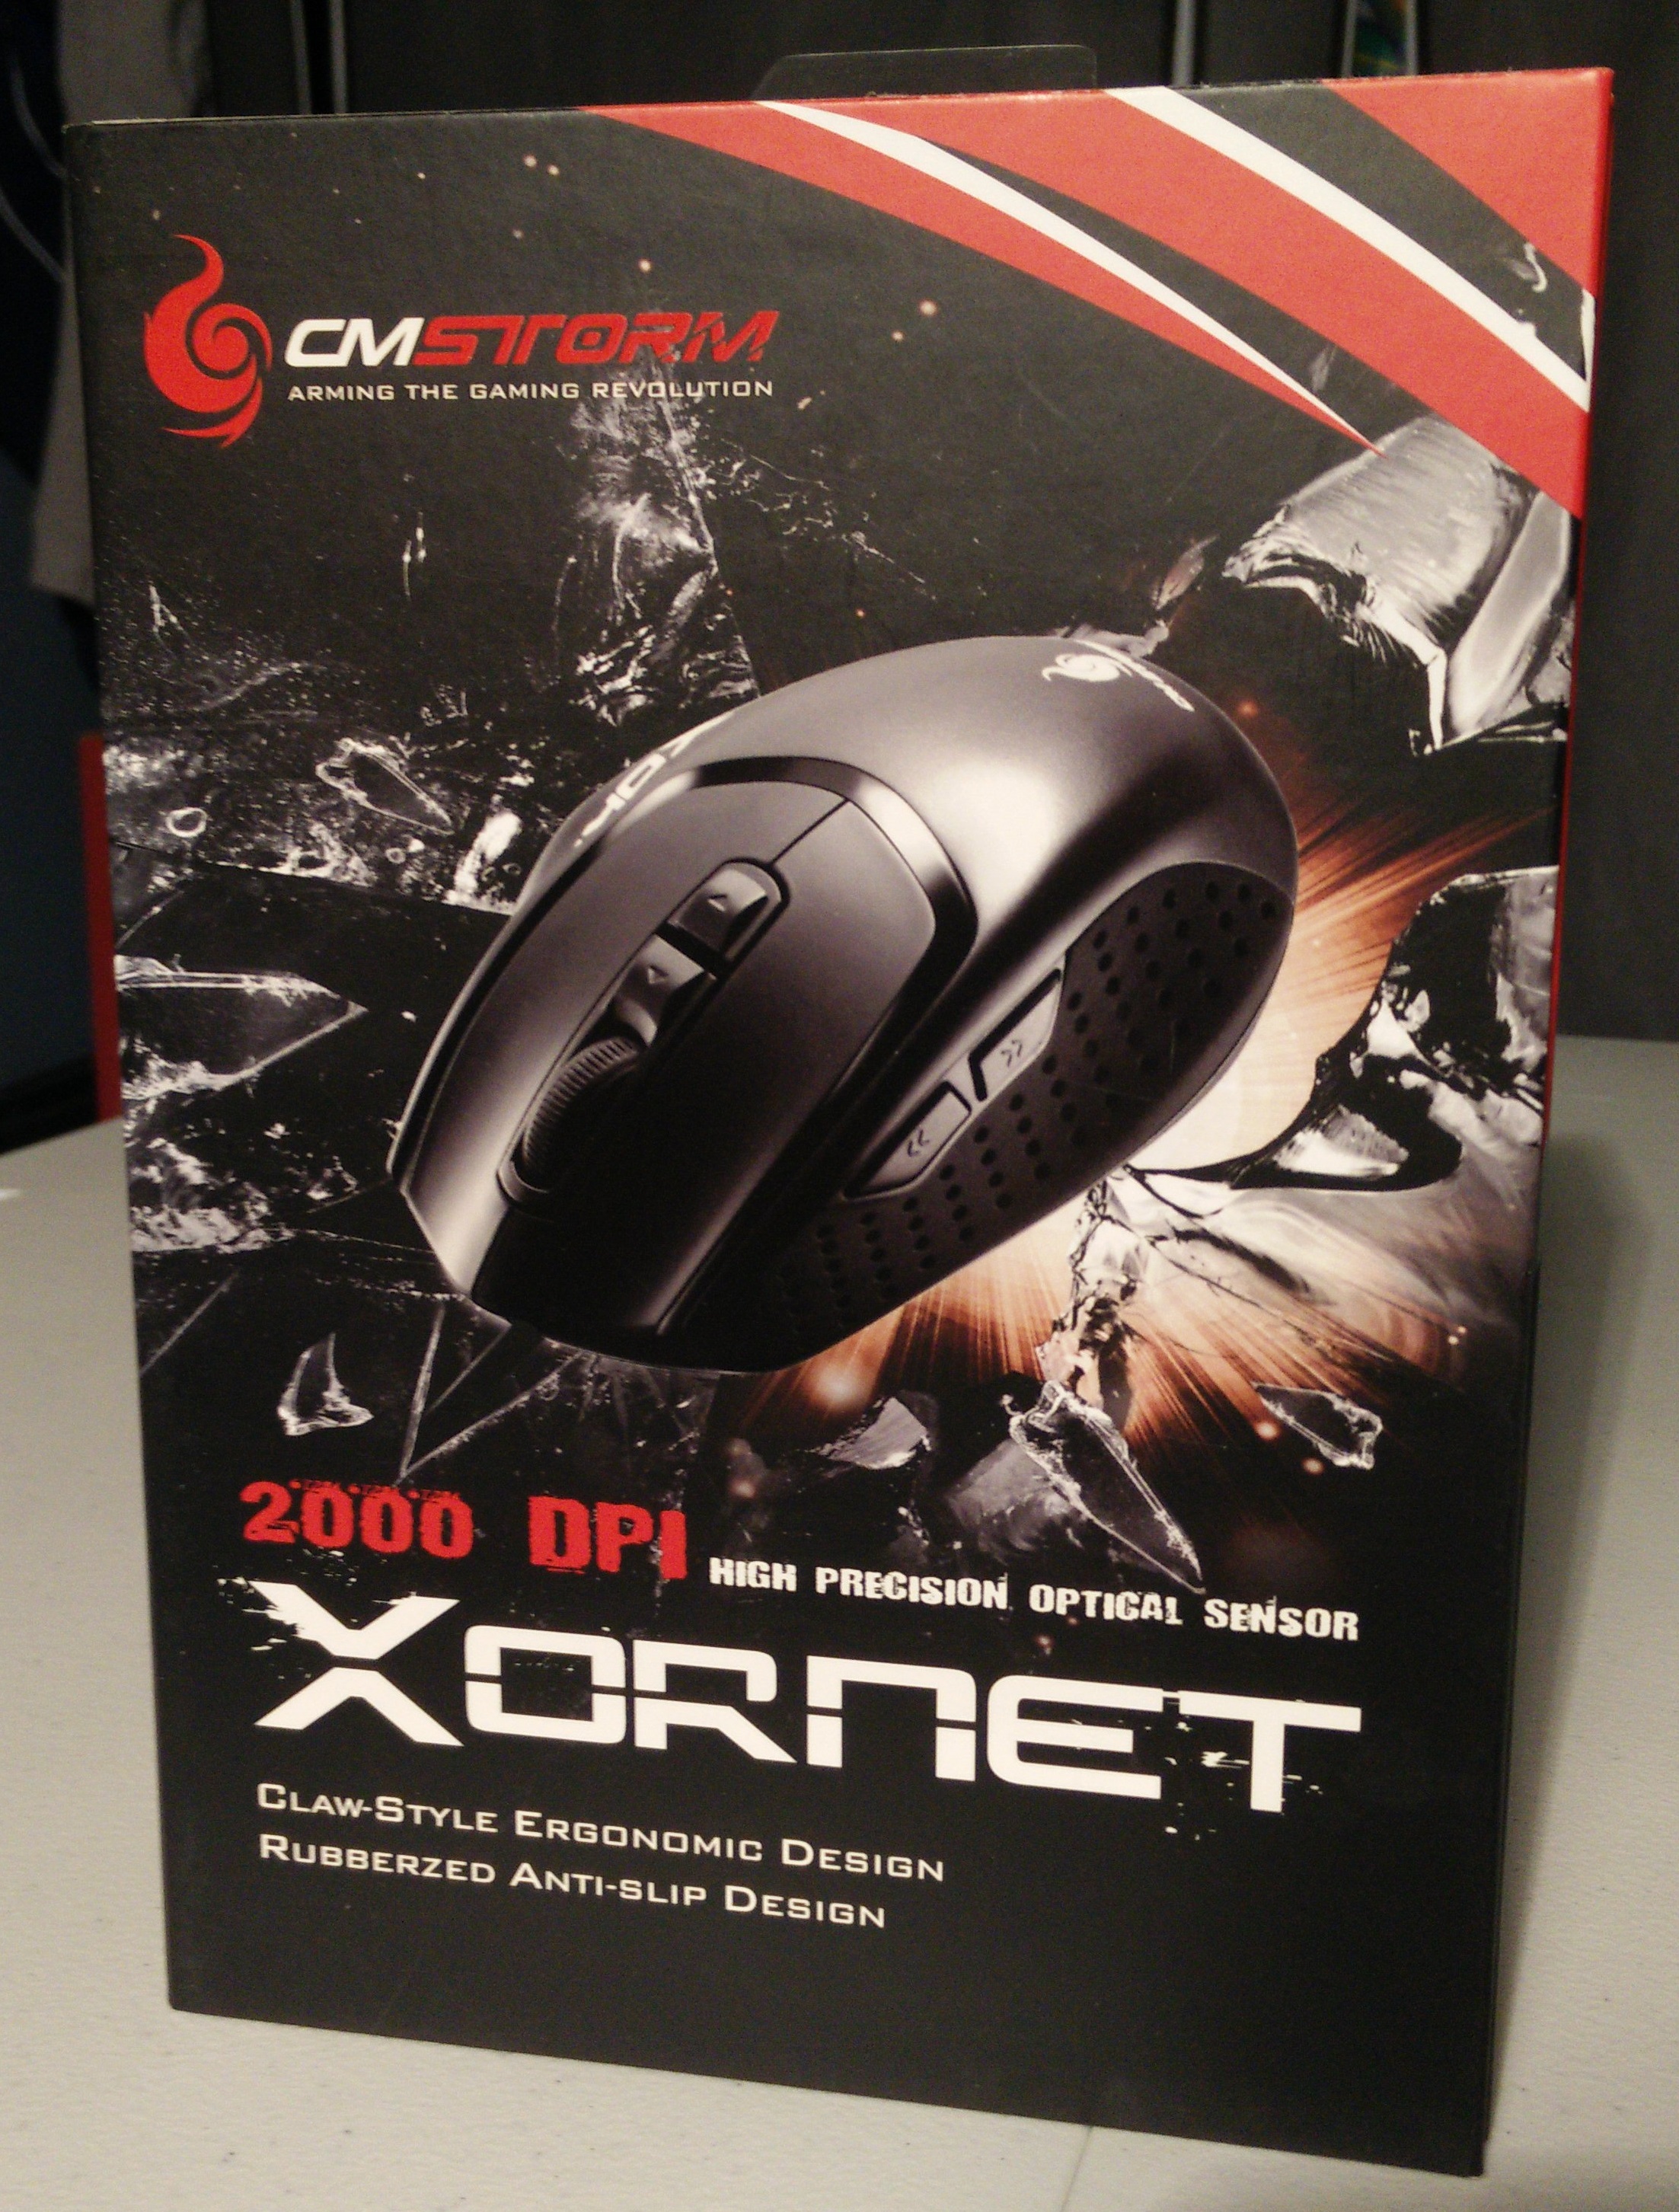 CMSTORM
ARMING THE GAMING REVOLUTION
2000 DPI HIGH PRECISION OPTICAL SENSOR
XORNET
CLAW-STYLE ERGONOMIC DESIGN
RUBBERZED ANTI-SLIP DESIGN